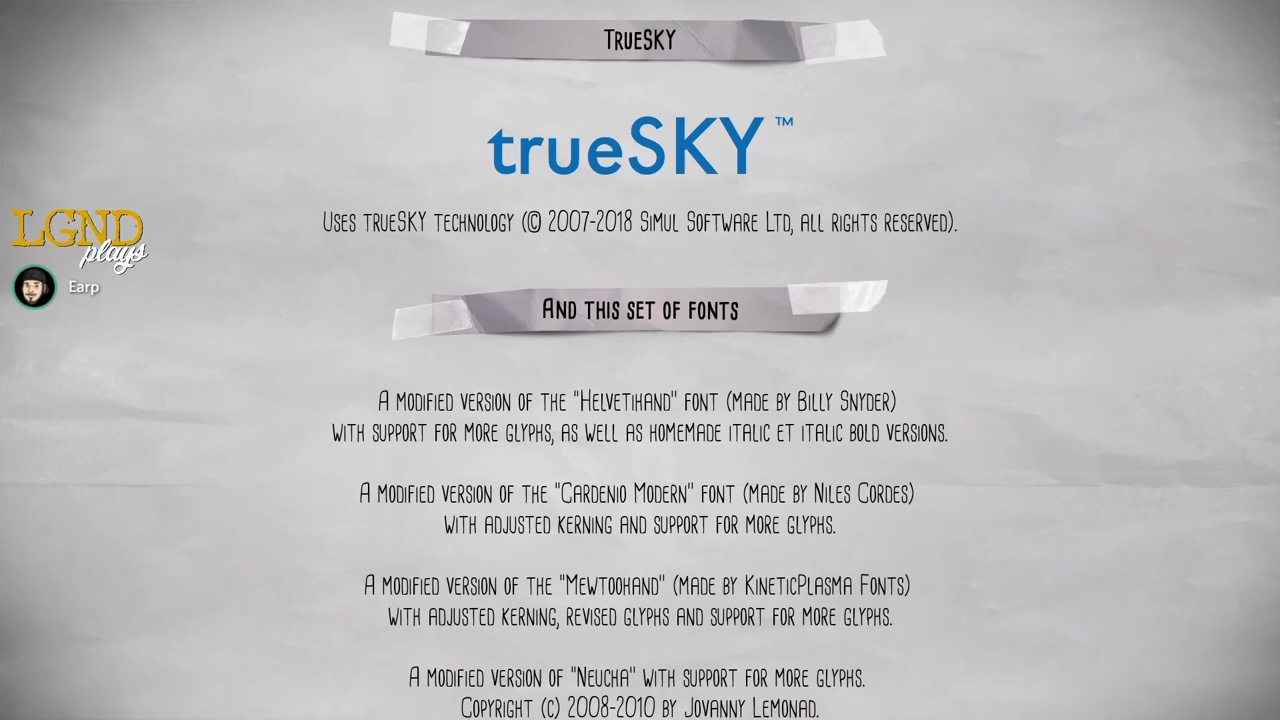 TrueSKY
trueSKY™
Uses trueSKY technology (© 2007-2018 Simul Software Ltd, all rights reserved).
LGND
plays
Earp
And this set of fonts
A modified version of the "Helvetihand" font (made by Billy Snyder)
with support for more glyphs, as well as homemade italic et italic bold versions.
A modified version of the "Cardenio Modern" font (made by Niles Cordes)
with adjusted kerning and support for more glyphs.
A modified version of the "Mewtoohand" (made by KineticPlasma Fonts)
with adjusted kerning, revised glyphs and support for more glyphs.
A modified version of "Neucha" with support for more glyphs.
Copyright (c) 2008-2010 by Jovanny Lemonad.